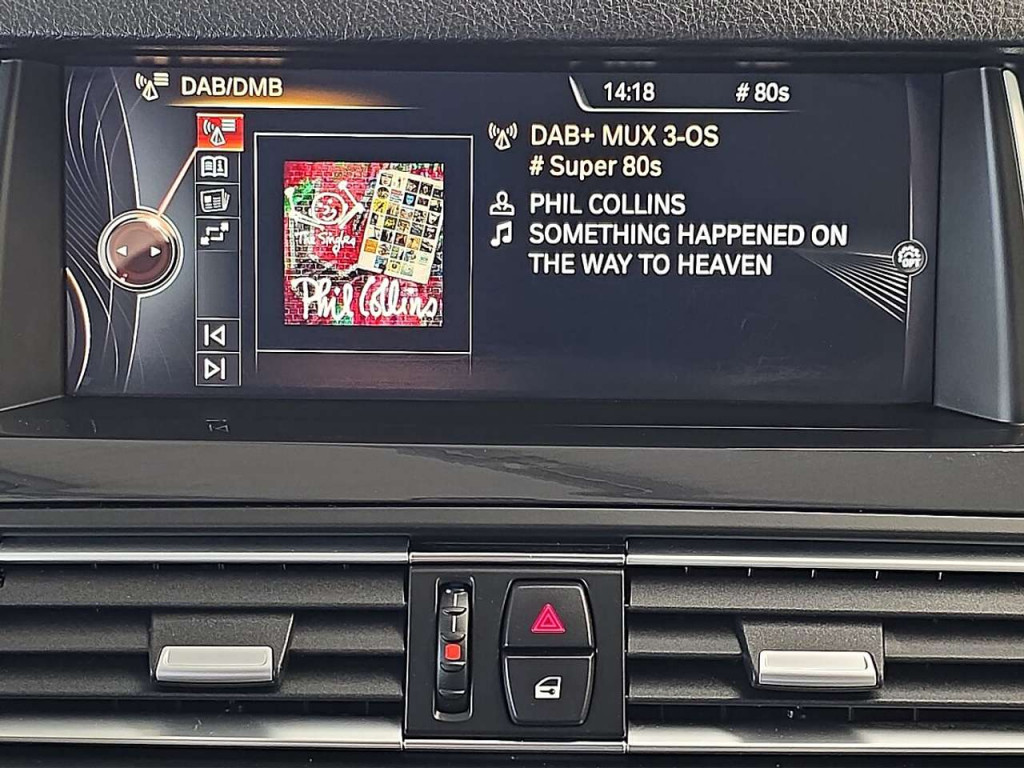 DAB/DMB
14:18
# 80s
DAB+ MUX 3-OS
# Super 80s
PHIL COLLINS
SOMETHING HAPPENED ON
THE WAY TO HEAVEN
The Singles
Phil Collins
OPT